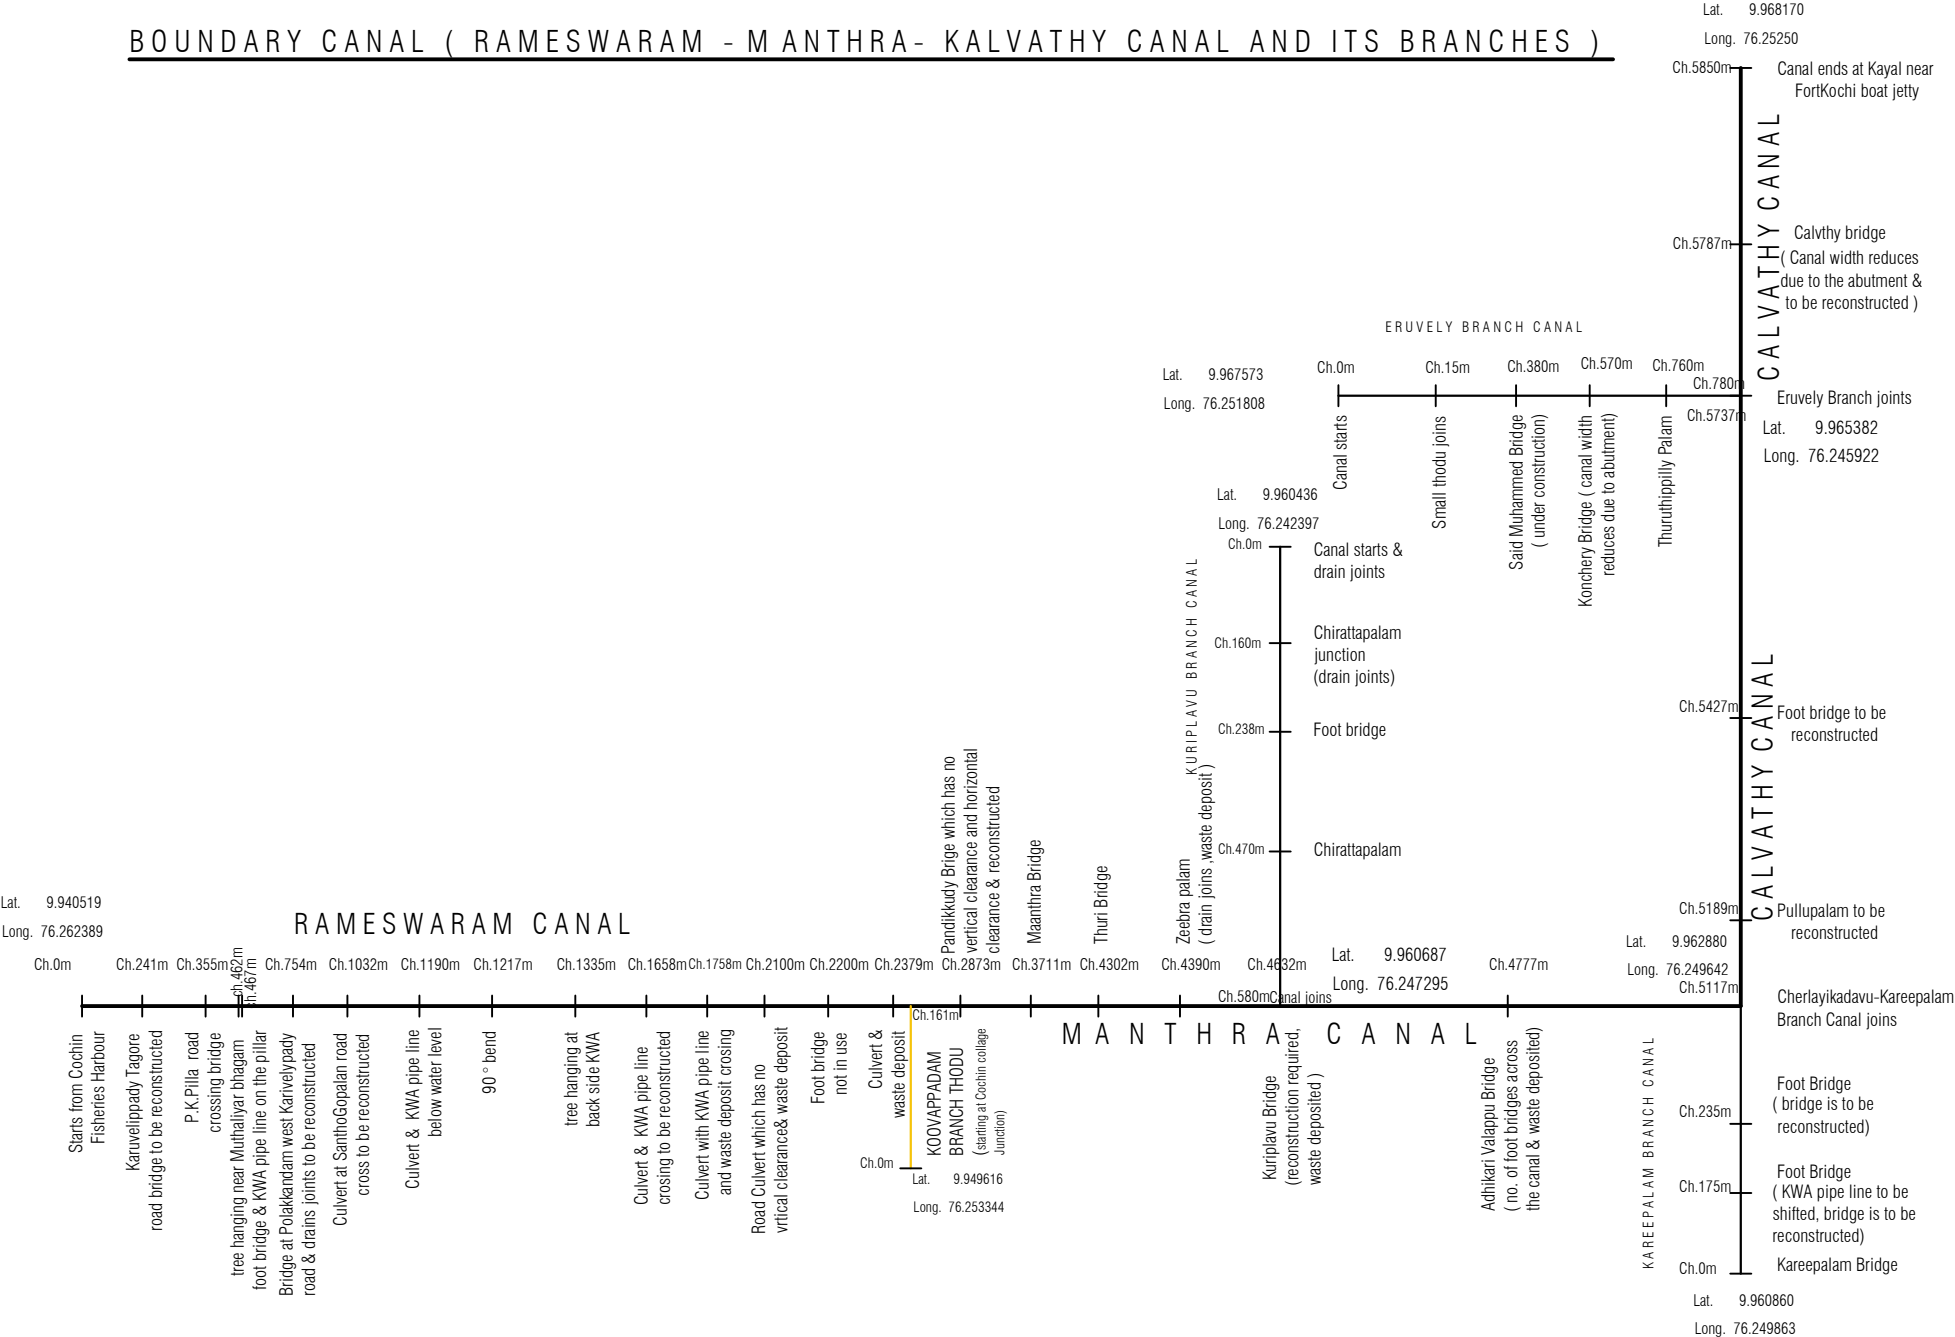 BOUNDARY CANAL ( RAMESWARAM - MANTHRA- KALVATHY CANAL AND ITS BRANCHES )
Lat. 9.968170
Long. 76.25250
Ch.5850m
Canal ends at Kayal near
FortKochi boat jetty
CALVATHY CANAL
Ch.5787m
Calvthy bridge
( Canal width reduces
due to the abutment &
to be reconstructed )
ERUVELY BRANCH CANAL
Lat. 9.967573
Long. 76.251808
Ch.0m
Ch.15m
Ch.380m
Ch.570m
Ch.760m
Ch.780m
Ch.5737m
Eruvely Branch joints
Lat. 9.965382
Long. 76.245922
Canal starts
Small thodu joins
Said Muhammed Bridge
( under construction)
Konchery Bridge ( canal width
reduces due to abutment)
Thuruthippilly Palam
Lat. 9.960436
Long. 76.242397
KURIPLAVU BRANCH CANAL
Ch.0m
Canal starts &
drain joints
Ch.160m
Chirattapalam
junction
(drain joints)
Ch.238m
Foot bridge
Ch.470m
Chirattapalam
CALVATHY CANAL
Ch.5427m
Foot bridge to be
reconstructed
Ch.5189m
Pullupalam to be
reconstructed
Lat. 9.962880
Long. 76.249642
Ch.5117m
Cherlayikadavu-Kareepalam
Branch Canal joins
Lat. 9.940519
Long. 76.262389
RAMESWARAM CANAL
Pandikkudy Brige which has no
vertical clearance and horizontal
clearance & reconstructed
Maanthra Bridge
Thuri Bridge
Zeebra palam
( drain joins ,waste deposit )
Lat. 9.960687
Long. 76.247295
Ch.0m
Ch.241m
Ch.355m
ch.462m
ch.467m
Ch.754m
Ch.1032m
Ch.1190m
Ch.1217m
Ch.1335m
Ch.1658m
Ch.1758m
Ch.2100m
Ch.2200m
Ch.2379m
Ch.2873m
Ch.3711m
Ch.4302m
Ch.4390m
Ch.4632m
Ch.4777m
Ch.580m
Canal joins
MANTHRA CANAL
Starts from Cochin
Fisheries Harbour
Karuvelippady Tagore
road bridge to be reconstructed
P.K.Pilla road
crossing bridge
tree hanging near Muthaliyar bhagam
foot bridge & KWA pipe line on the pillar
Bridge at Polakkandam west Karivelypady
road & drains joints to be reconstructed
Culvert at SanthoGopalan road
cross to be reconstructed
Culvert & KWA pipe line
below water level
90° bend
tree hanging at
back side KWA
Culvert & KWA pipe line
crosing to be reconstructed
Culvert with KWA pipe line
and waste deposit crosing
Road Culvert which has no
vrtical clearance& waste deposit
Foot bridge
not in use
Culvert &
waste deposit
Ch.161m
KOOVAPPADAM
BRANCH THODU
(starting at Cochin collage
Junction)
Ch.0m
Lat. 9.949616
Long. 76.253344
Kuriplavu Bridge
(reconstruction required,
waste deposited )
Adhikari Valappu Bridge
( no. of foot bridges across
the canal & waste deposited)
KAREEPALAM BRANCH CANAL
Ch.235m
Foot Bridge
( bridge is to be
reconstructed)
Ch.175m
Foot Bridge
( KWA pipe line to be
shifted, bridge is to be
reconstructed)
Ch.0m
Kareepalam Bridge
Lat. 9.960860
Long. 76.249863